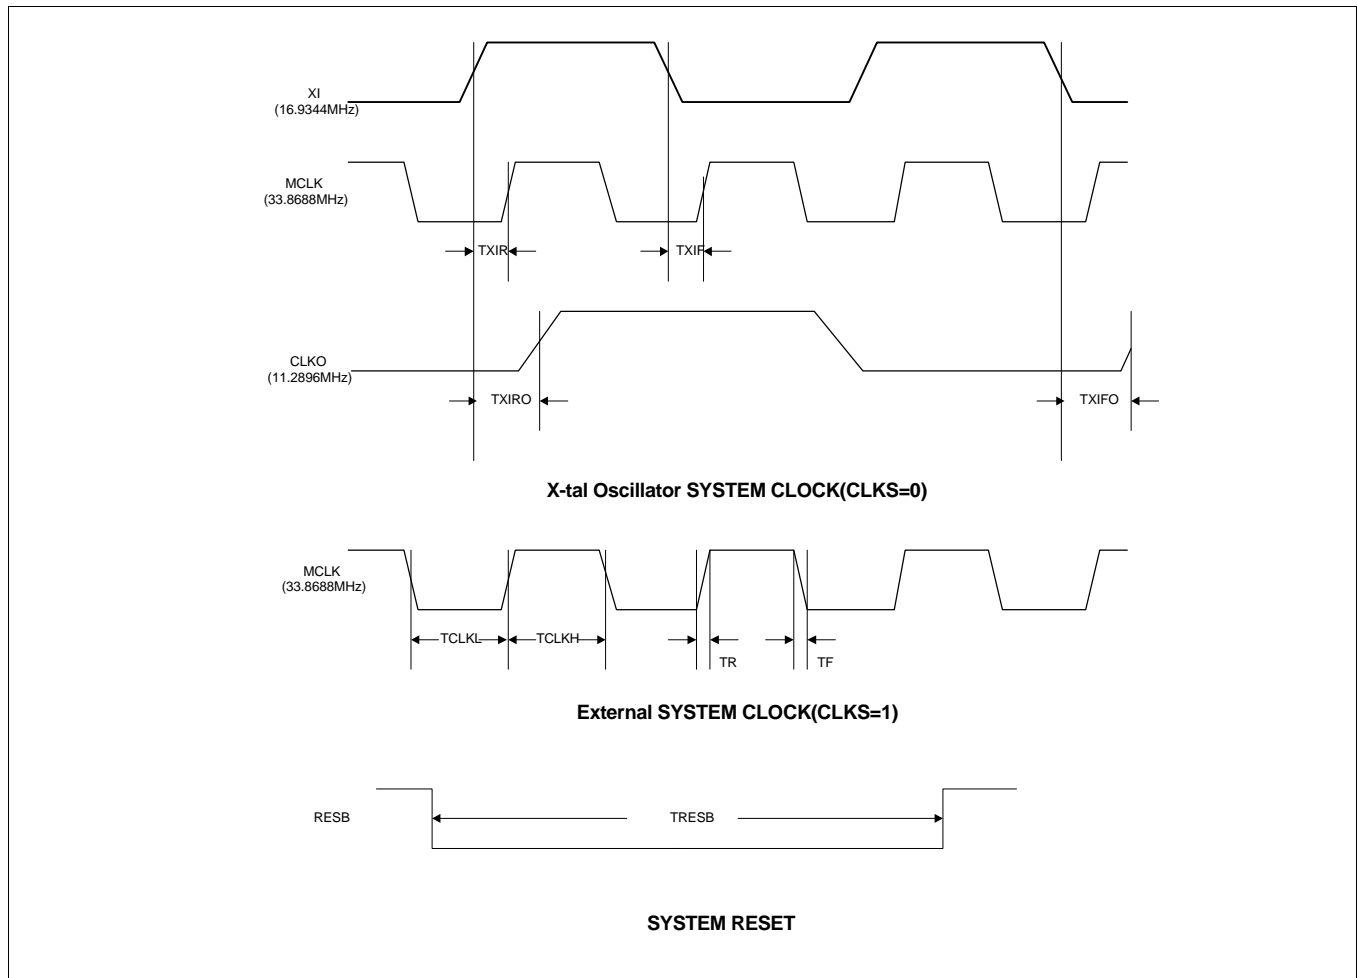 XI
(16.9344MHz)
MCLK
(33.8688MHz)
TXIR
TXIF
CLKO
(11.2896MHz)
TXIRO
TXIFO
X-tal Oscillator SYSTEM CLOCK(CLKS=0)
MCLK
(33.8688MHz)
TCLKL
TCLKH
TR
TF
External SYSTEM CLOCK(CLKS=1)
RESB
TRESB
SYSTEM RESET